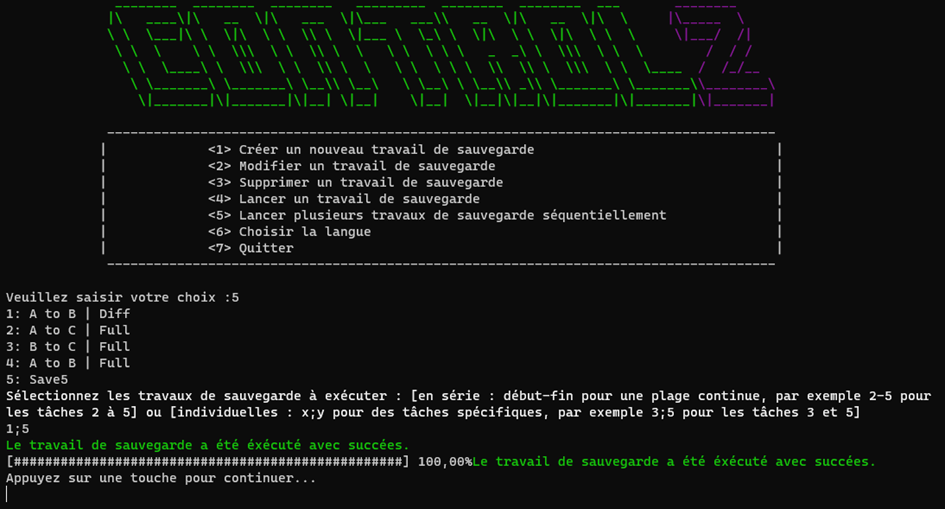 CONTROL 2
<1> Créer un nouveau travail de sauvegarde
<2> Modifier un travail de sauvegarde
<3> Supprimer un travail de sauvegarde
<4> Lancer un travail de sauvegarde
<5> Lancer plusieurs travaux de sauvegarde séquentiellement
<6> Choisir la langue
<7> Quitter
Veuillez saisir votre choix :5
1: A to B | Diff
2: A to C | Full
3: B to C | Full
4: A to B | Full
5: Save5
Sélectionnez les travaux de sauvegarde à exécuter : [en série : début-fin pour une plage continue, par exemple 2-5 pour
les tâches 2 à 5] ou [individuelles : x;y pour des tâches spécifiques, par exemple 3;5 pour les tâches 3 et 5]
1;5
Le travail de sauvegarde a été éxécuté avec succées.
[##################################################] 100,00%Le travail de sauvegarde a été éxécuté avec succées.
Appuyez sur une touche pour continuer...